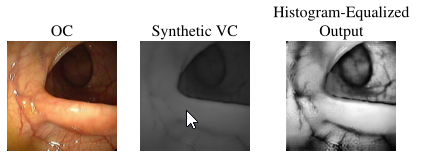 OC
Synthetic VC
Histogram-Equalized
Output